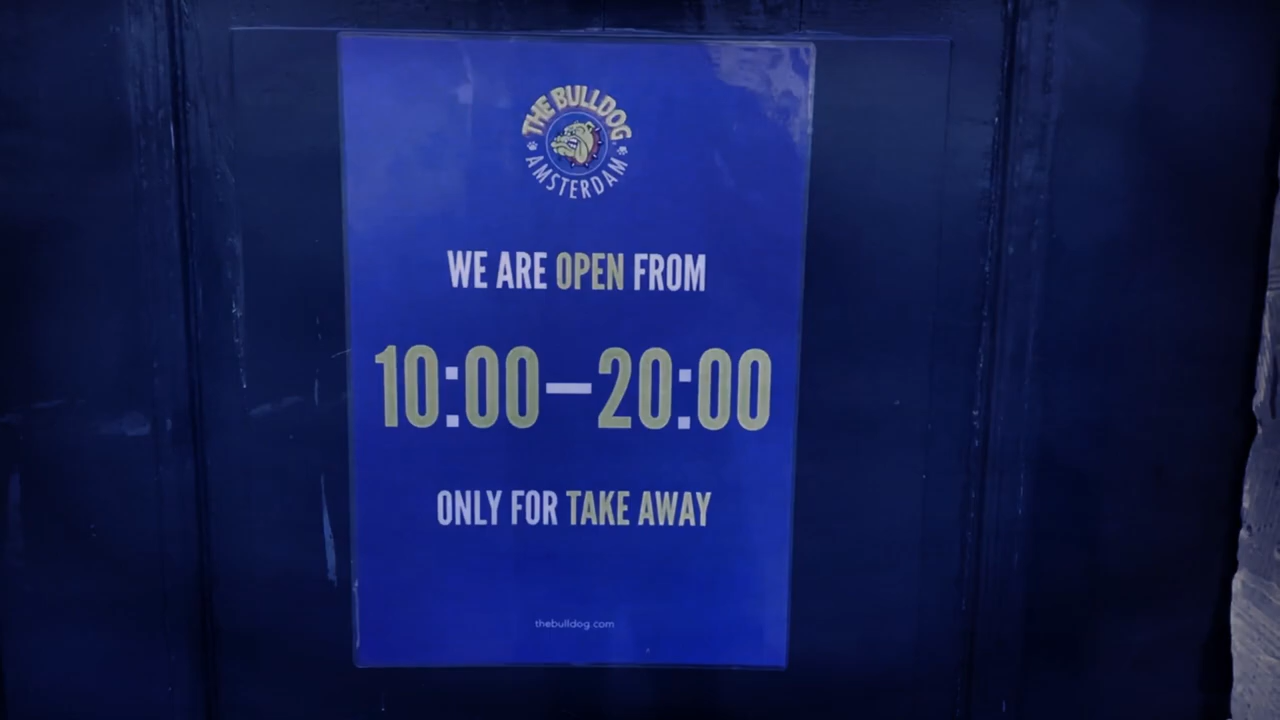 THE BULLDOG
AMSTERDAM
WE ARE OPEN FROM
10:00–20:00
ONLY FOR TAKE AWAY
thebulldog.com